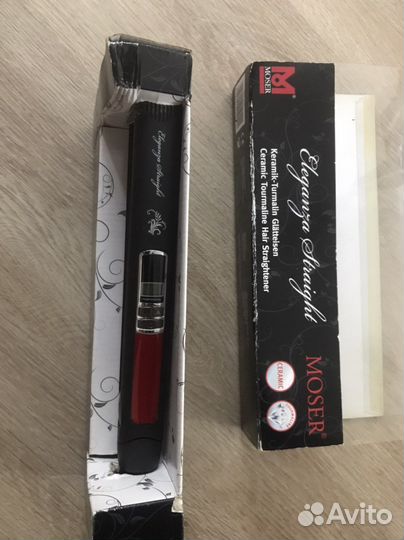 Eleganza Straight
MOSER
Eleganza Straight
Keramik-Turmalin Glätteisen
Ceramic Tourmaline Hair Straightener
MOSER®
CERAMIC
Avito